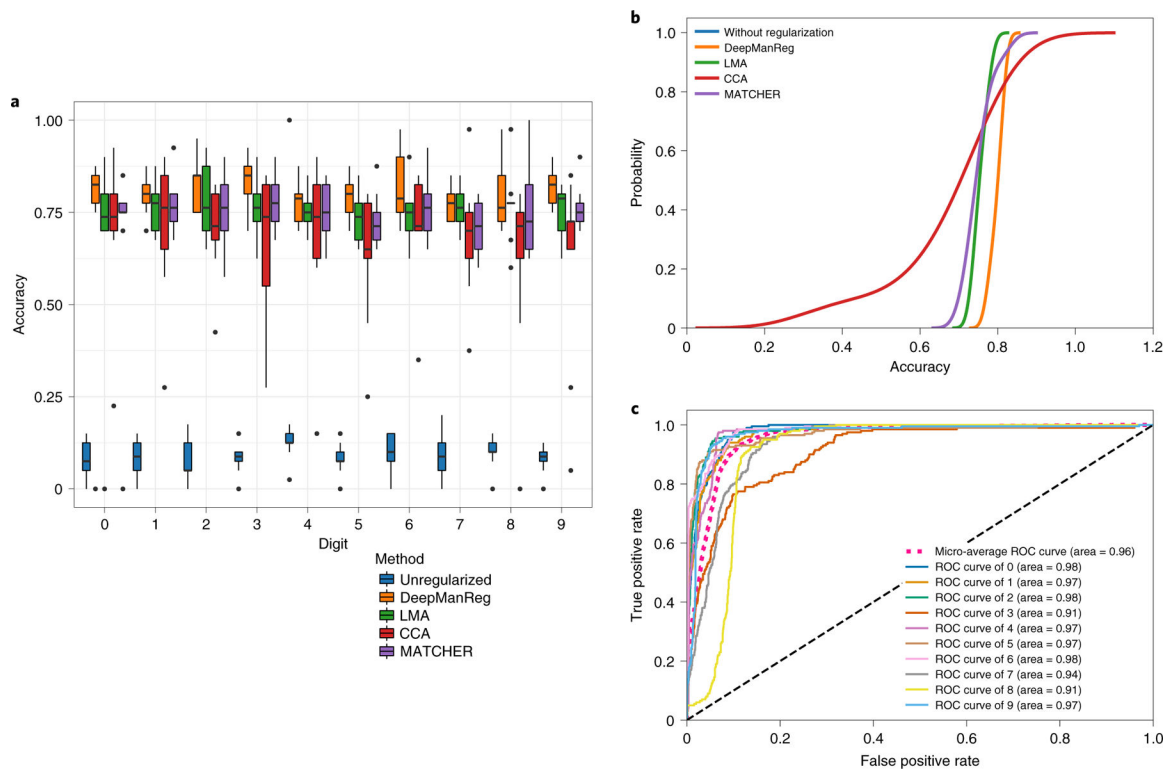 a
1.00
0.75
0.50
0.25
0
Accuracy
0 1 2 3 4 5 6 7 8 9
Digit
Method
Unregularized
DeepManReg
LMA
CCA
MATCHER
b
Without regularization
DeepManReg
LMA
CCA
MATCHER
1.0
0.8
0.6
0.4
0.2
0
Probability
0 0.2 0.4 0.6 0.8 1.0 1.2
Accuracy
c
1.0
0.8
0.6
0.4
0.2
0
True positive rate
Micro-average ROC curve (area = 0.96)
ROC curve of 0 (area = 0.98)
ROC curve of 1 (area = 0.97)
ROC curve of 2 (area = 0.98)
ROC curve of 3 (area = 0.91)
ROC curve of 4 (area = 0.97)
ROC curve of 5 (area = 0.97)
ROC curve of 6 (area = 0.98)
ROC curve of 7 (area = 0.94)
ROC curve of 8 (area = 0.91)
ROC curve of 9 (area = 0.97)
0 0.2 0.4 0.6 0.8 1.0
False positive rate